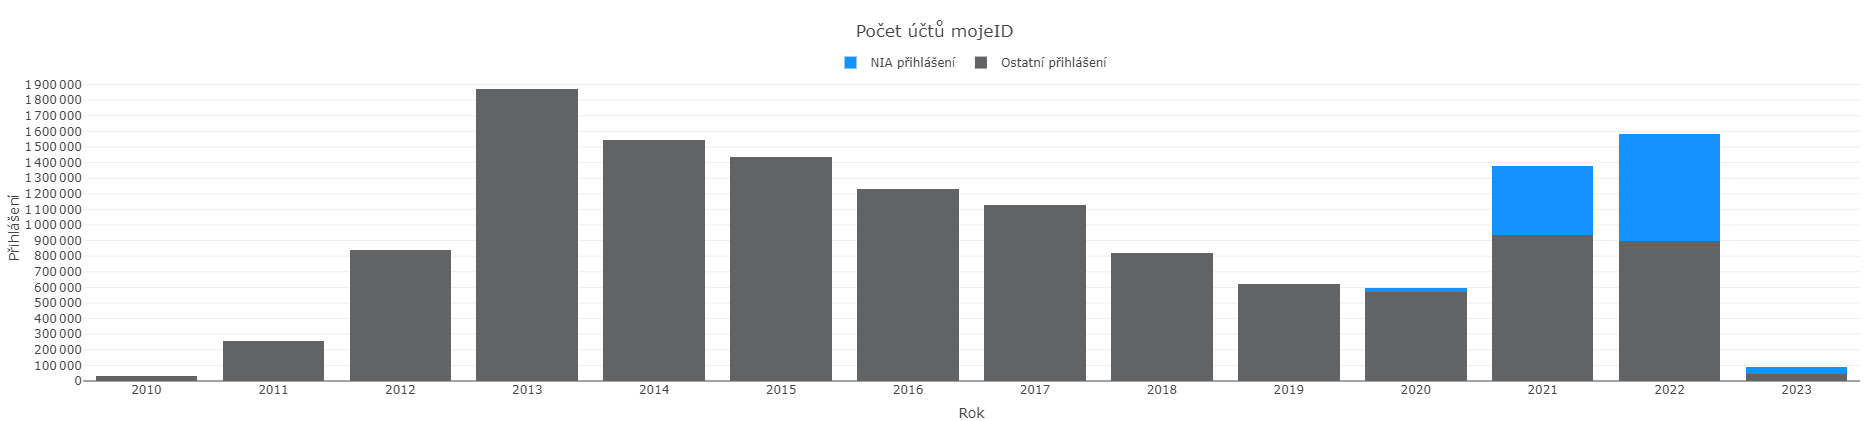 Počet účtů mojeID
NIA přihlášení Ostatní přihlášení
Přihlášení
1 900 000
1 800 000
1 700 000
1 600 000
1 500 000
1 400 000
1 300 000
1 200 000
1 100 000
1 000 000
900 000
800 000
700 000
600 000
500 000
400 000
300 000
200 000
100 000
0
2010 2011 2012 2013 2014 2015 2016 2017 2018 2019 2020 2021 2022 2023
Rok